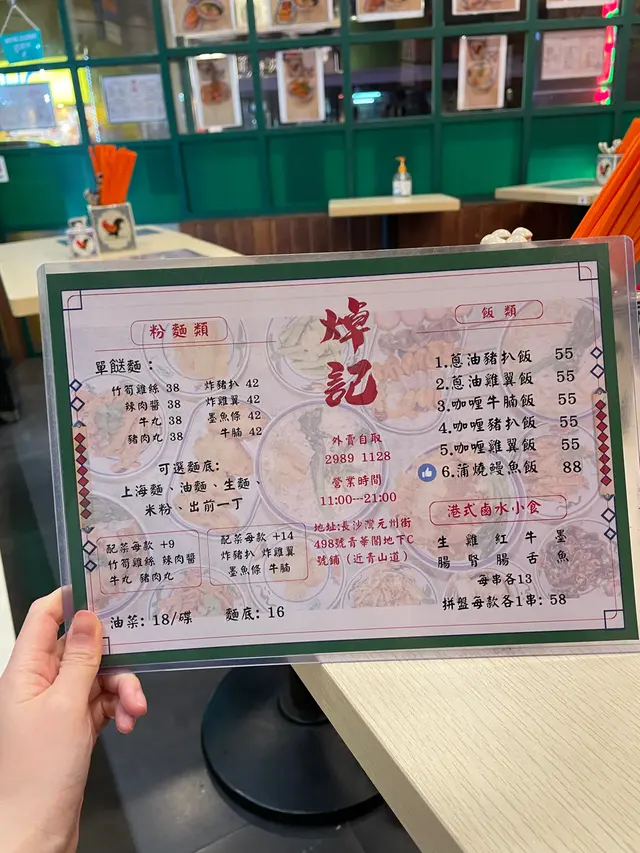 粉麵類
單餸麵：
竹筍雞絲 38 炸豬扒 42
辣肉醬 38 炸雞翼 42
牛丸 38 墨魚條 42
豬肉丸 38 牛腩 42
可選麵底：
上海麵、油麵、生麵、
米粉、出前一丁
配菜每款 +9
竹筍雞絲 辣肉醬
牛丸 豬肉丸
配菜每款 +14
炸豬扒 炸雞翼
墨魚條 牛腩
油菜: 18/碟 麵底: 16
焯記
外賣自取
2989 1128
營業時間
11:00---21:00
地址:長沙灣元州街
498號青華閣地下C
號鋪（近青山道）
飯類
1.蔥油豬扒飯 55
2.蔥油雞翼飯 55
3.咖喱牛腩飯 55
4.咖喱豬扒飯 55
5.咖喱雞翼飯 55
6.蒲燒鰻魚飯 88
港式鹵水小食
生腸 雞腎 紅腸 牛舌 墨魚
每串各13
拼盤每款各1串: 58